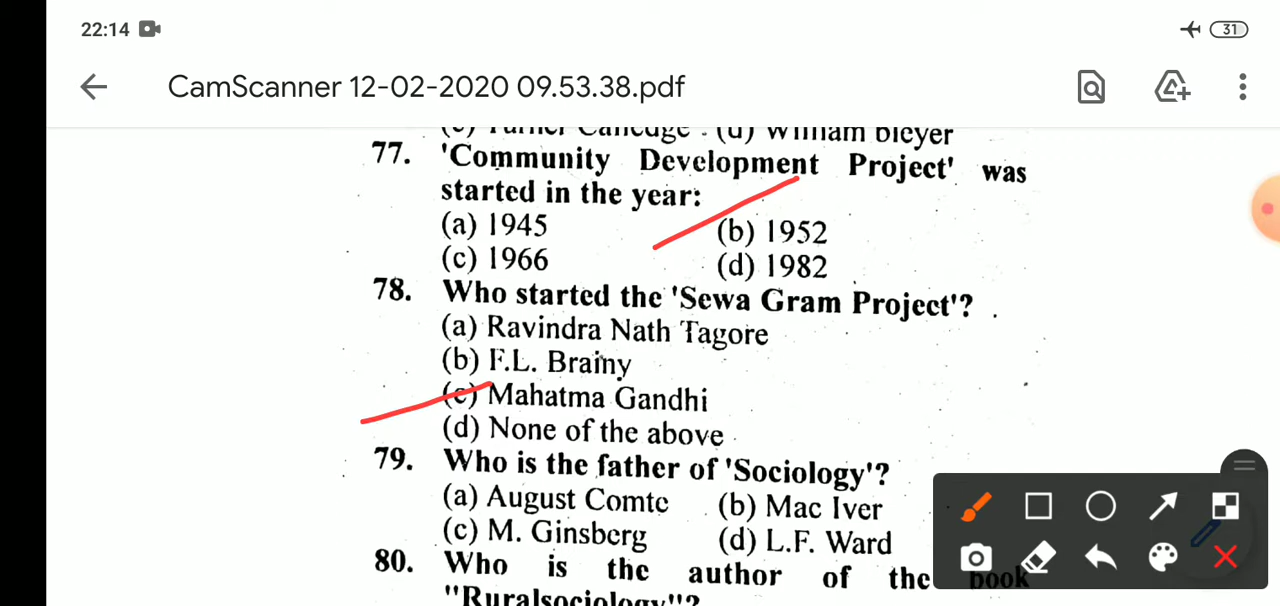 22:14
31
CamScanner 12-02-2020 09.53.38.pdf
(d) William Bleyer
77. 'Community Development Project' was
started in the year:
(a) 1945 (b) 1952
(c) 1966 (d) 1982
78. Who started the 'Sewa Gram Project'?
(a) Ravindra Nath Tagore
(b) F.L. Brainy
(c) Mahatma Gandhi
(d) None of the above
79. Who is the father of 'Sociology'?
(a) August Comte (b) Mac Iver
(c) M. Ginsberg (d) L.F. Ward
80. Who is the author of the book
"Ruralsociology"?